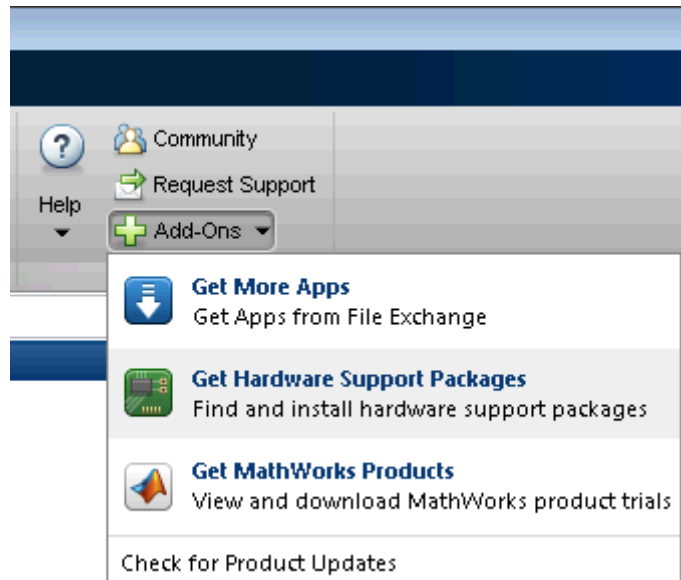 ?
Help
Community
Request Support
Add-Ons
Get More Apps
Get Apps from File Exchange
Get Hardware Support Packages
Find and install hardware support packages
Get MathWorks Products
View and download MathWorks product trials
Check for Product Updates